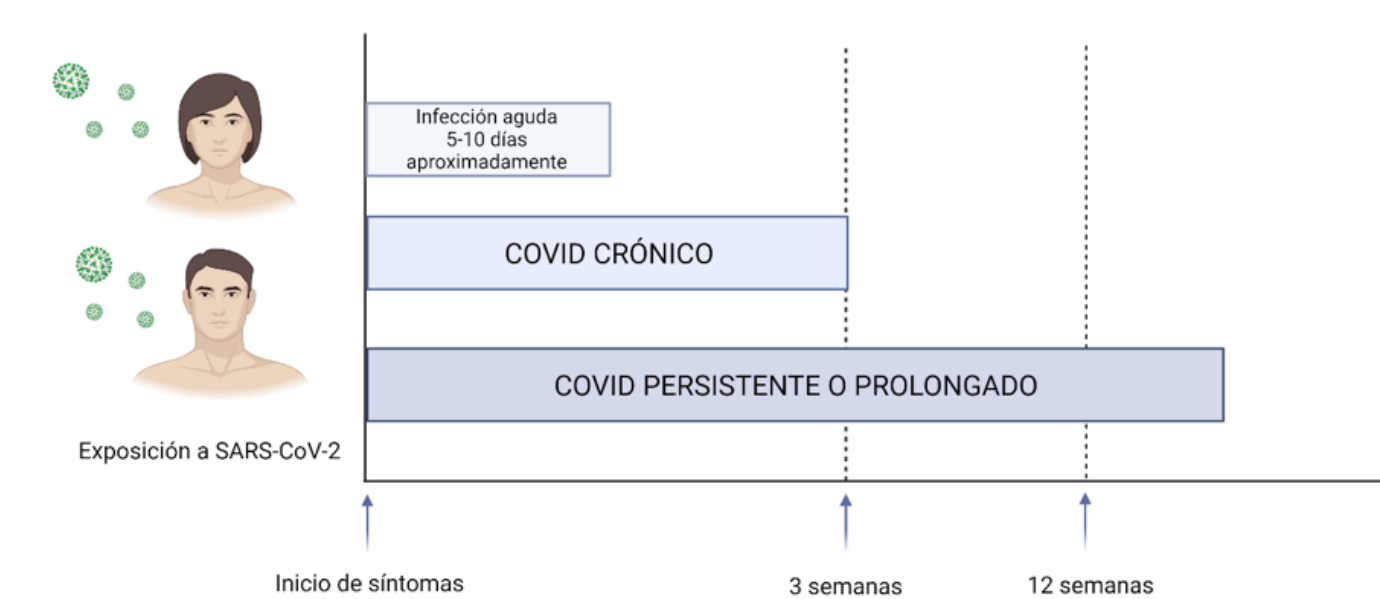 Infección aguda
5-10 días
aproximadamente
COVID CRÓNICO
COVID PERSISTENTE O PROLONGADO
Exposición a SARS-CoV-2
Inicio de síntomas
3 semanas
12 semanas